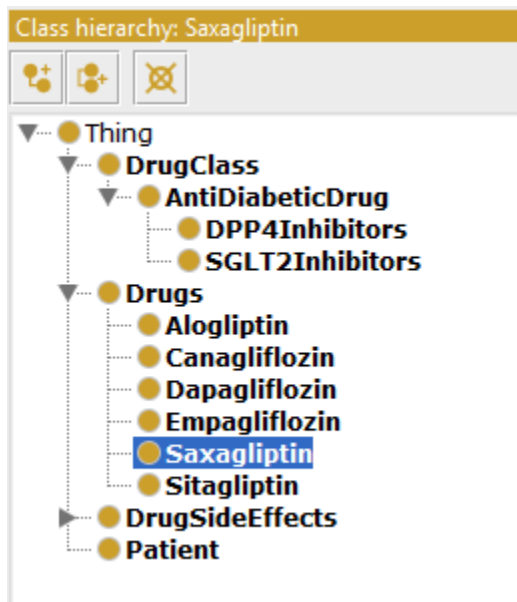 Class hierarchy: Saxagliptin
Thing
DrugClass
AntiDiabeticDrug
DPP4Inhibitors
SGLT2Inhibitors
Drugs
Alogliptin
Canagliflozin
Dapagliflozin
Empagliflozin
Saxagliptin
Sitagliptin
DrugSideEffects
Patient